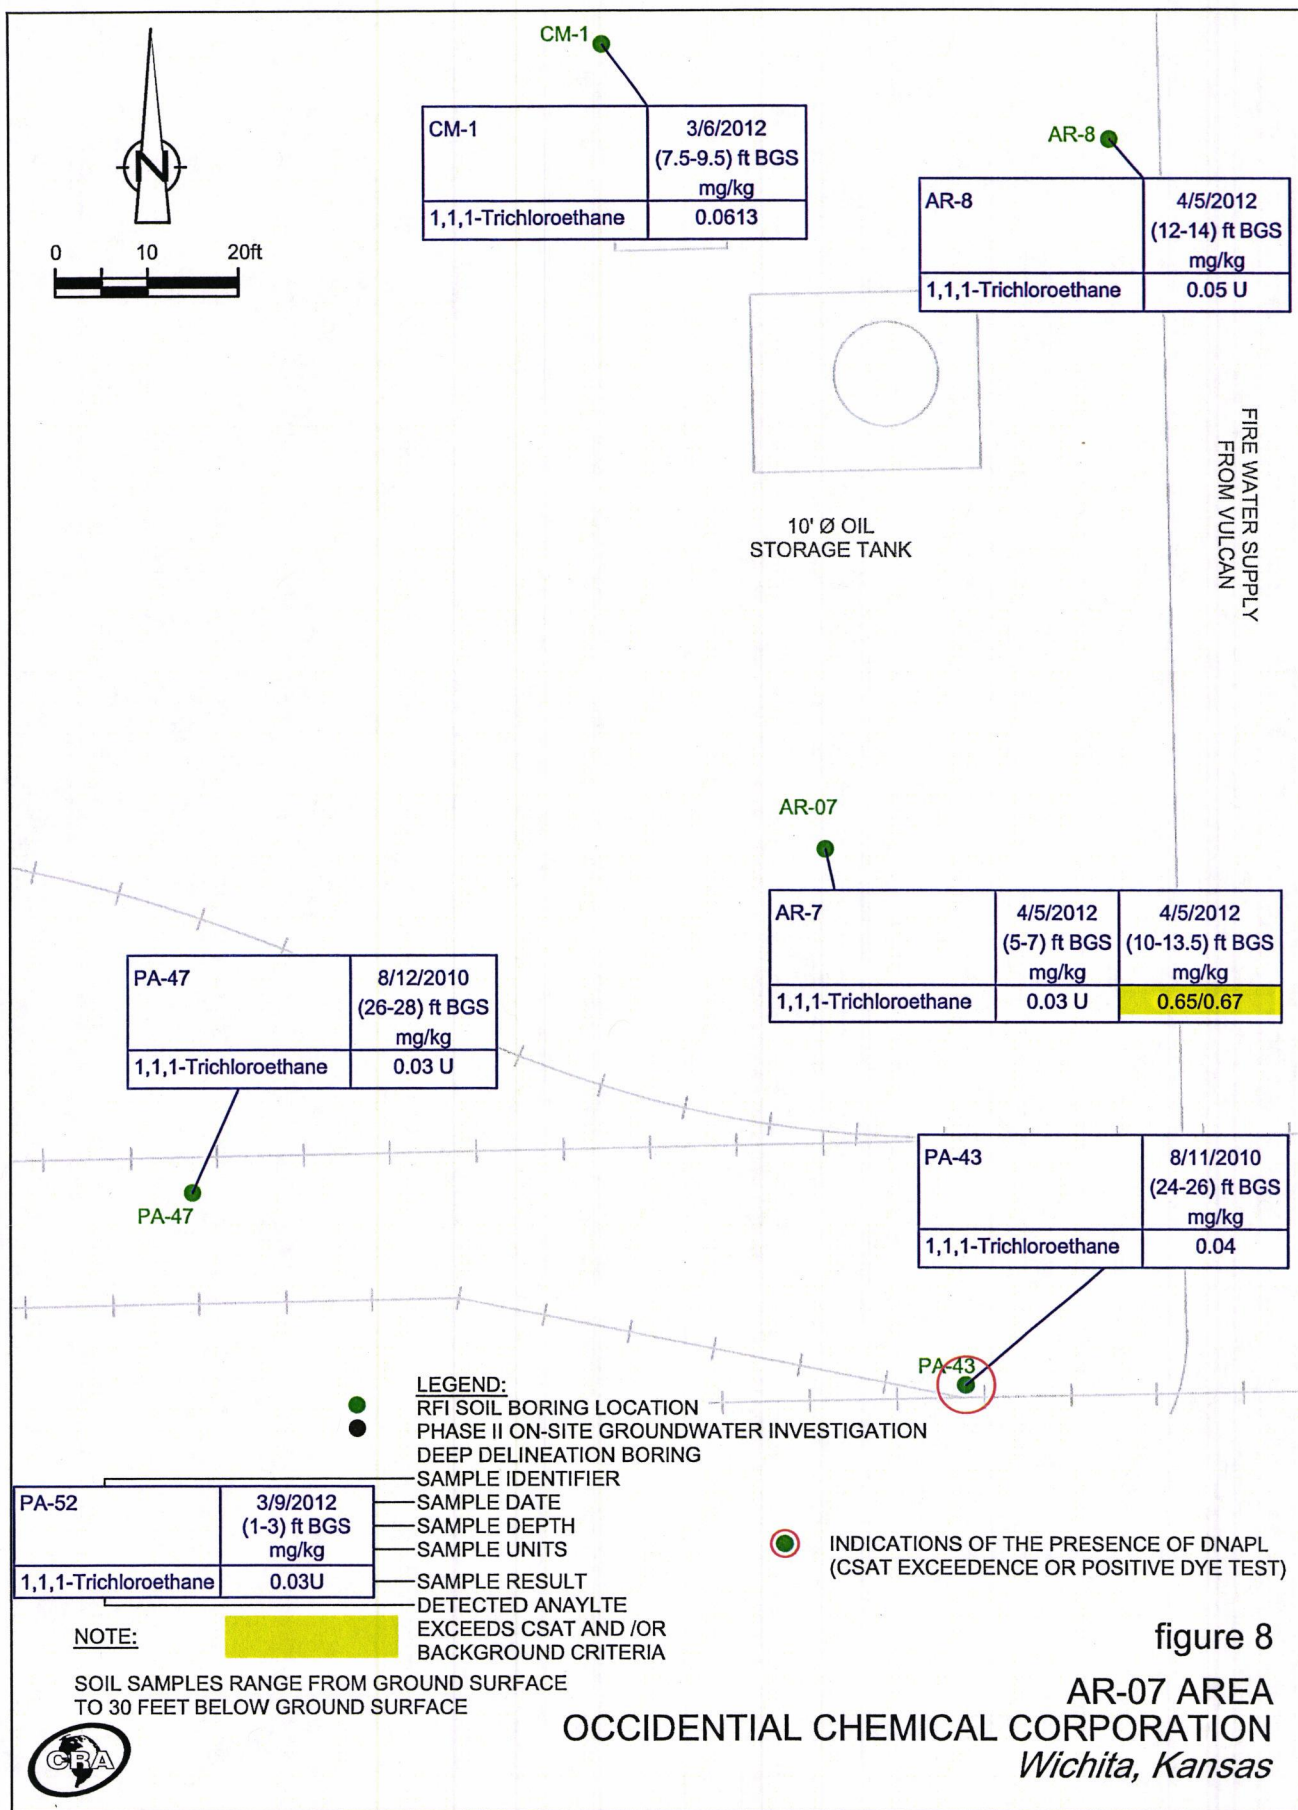 CM-1
CM-1
3/6/2012
(7.5-9.5) ft BGS
mg/kg
1,1,1-Trichloroethane
0.0613
N
0 10 20ft
AR-8
AR-8
4/5/2012
(12-14) ft BGS
mg/kg
1,1,1-Trichloroethane
0.05 U
10' Ø OIL
STORAGE TANK
FIRE WATER SUPPLY
FROM VULCAN
AR-07
AR-7
4/5/2012
(5-7) ft BGS
mg/kg
4/5/2012
(10-13.5) ft BGS
mg/kg
1,1,1-Trichloroethane
0.03 U
0.65/0.67
PA-47
8/12/2010
(26-28) ft BGS
mg/kg
1,1,1-Trichloroethane
0.03 U
PA-47
PA-43
8/11/2010
(24-26) ft BGS
mg/kg
1,1,1-Trichloroethane
0.04
PA-43
LEGEND:
RFI SOIL BORING LOCATION
PHASE II ON-SITE GROUNDWATER INVESTIGATION
DEEP DELINEATION BORING
SAMPLE IDENTIFIER
SAMPLE DATE
SAMPLE DEPTH
SAMPLE UNITS
SAMPLE RESULT
DETECTED ANAYLTE
EXCEEDS CSAT AND /OR
BACKGROUND CRITERIA
PA-52
3/9/2012
(1-3) ft BGS
mg/kg
1,1,1-Trichloroethane
0.03U
INDICATIONS OF THE PRESENCE OF DNAPL
(CSAT EXCEEDENCE OR POSITIVE DYE TEST)
NOTE:
SOIL SAMPLES RANGE FROM GROUND SURFACE
TO 30 FEET BELOW GROUND SURFACE
figure 8
AR-07 AREA
OCCIDENTIAL CHEMICAL CORPORATION
Wichita, Kansas
CRA